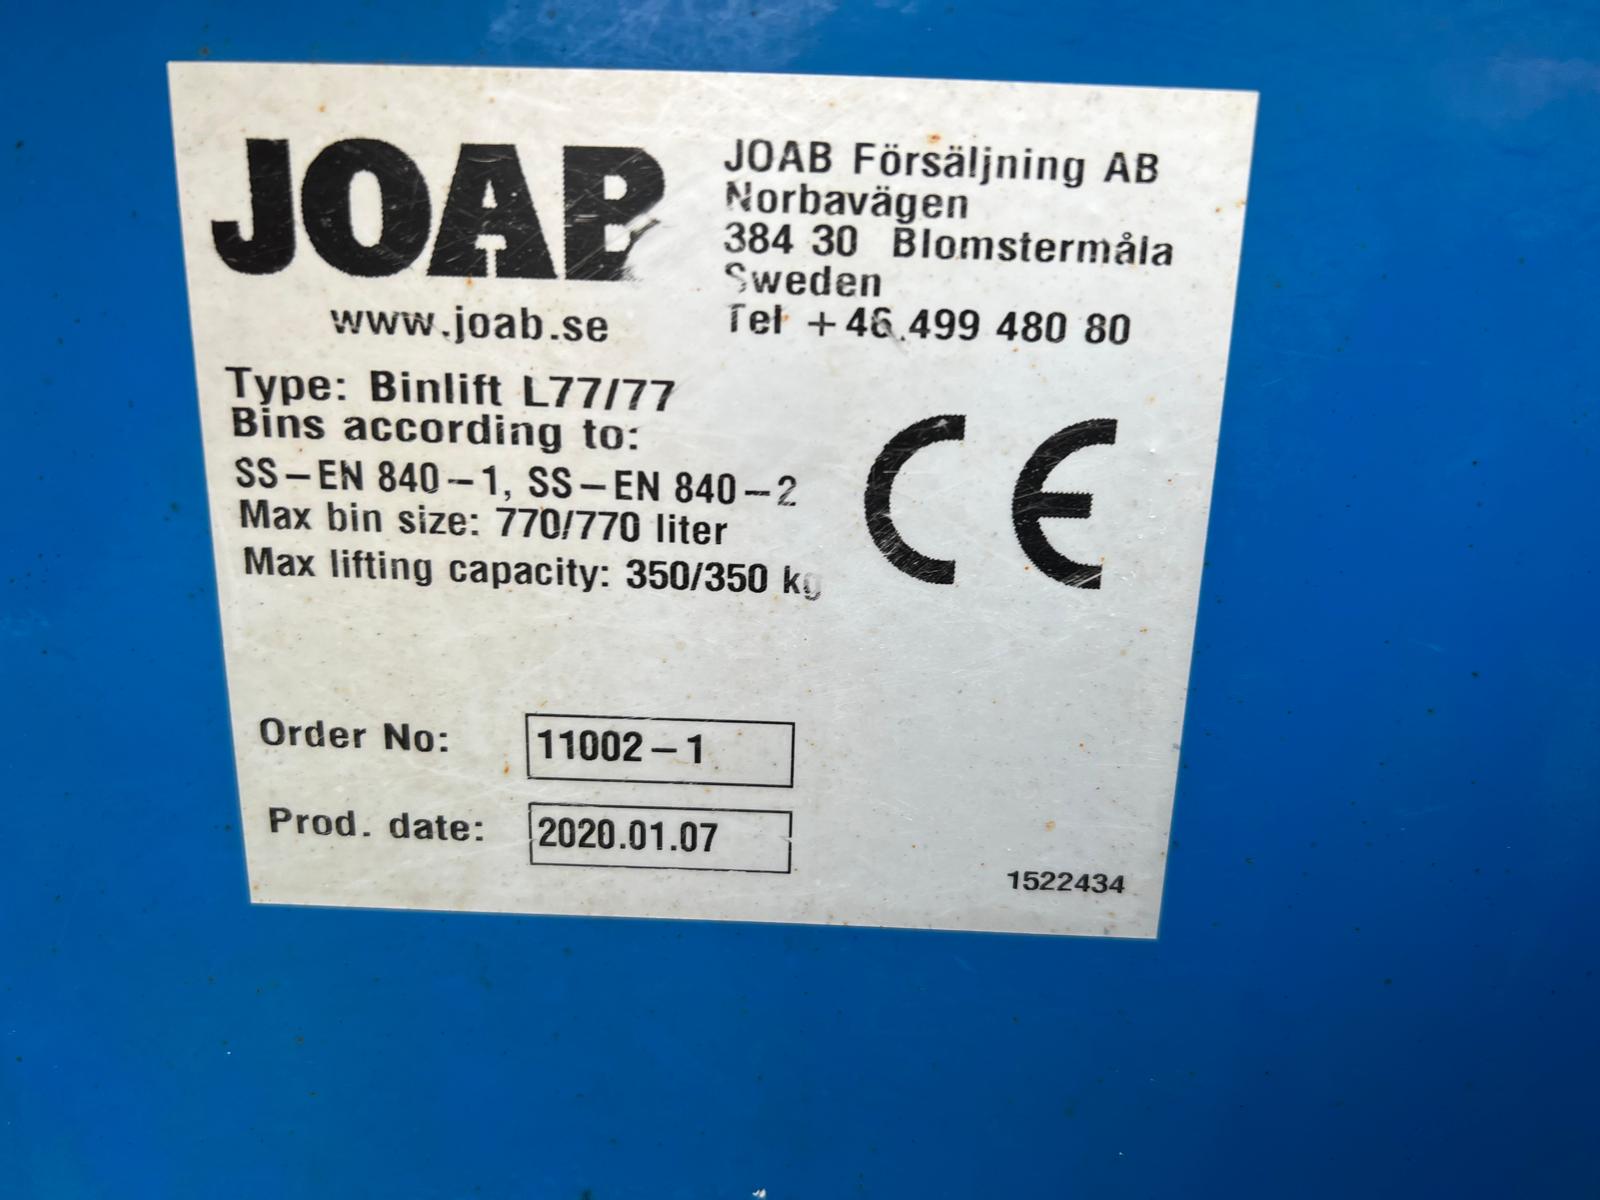 JOAB
www.joab.se
JOAB Försäljning AB
Norbavägen
384 30 Blomstermåla
Sweden
Tel +46.499 480 80
Type: Binlift L77/77
Bins according to:
SS-EN 840-1, SS-EN 840-2
Max bin size: 770/770 liter
Max lifting capacity: 350/350 kg
CE
Order No: 11002-1
Prod. date: 2020.01.07
1522434